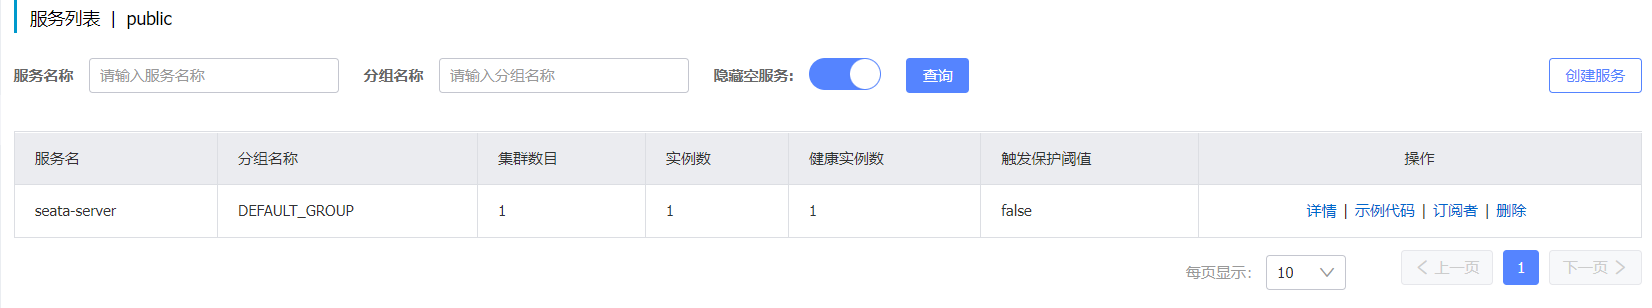 服务列表 | public
服务名称 请输入服务名称 分组名称 请输入分组名称 隐藏空服务: 查询 创建服务
服务名 分组名称 集群数目 实例数 健康实例数 触发保护阈值 操作
seata-server DEFAULT_GROUP 1 1 1 false 详情 | 示例代码 | 订阅者 | 删除
每页显示: 10 上一页 1 下一页